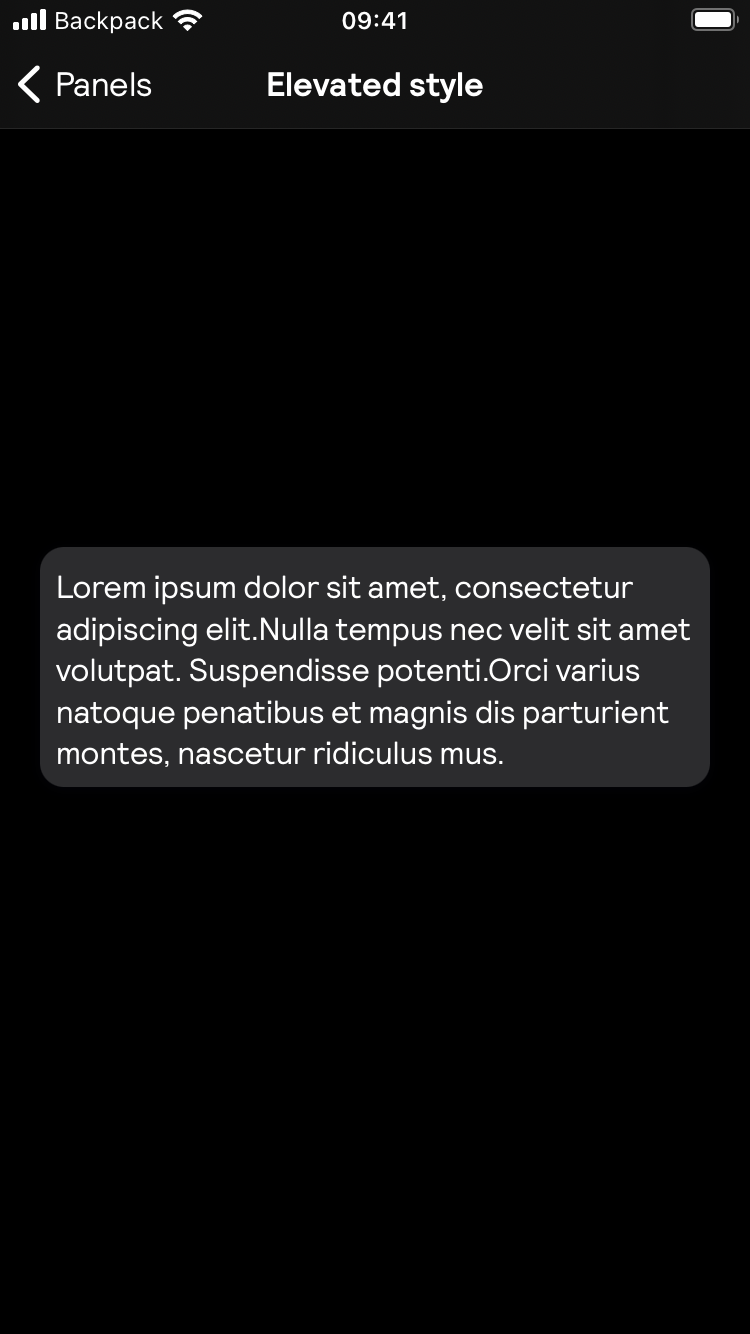 Backpack 09:41
Panels Elevated style
Lorem ipsum dolor sit amet, consectetur
adipiscing elit.Nulla tempus nec velit sit amet
volutpat. Suspendisse potenti.Orci varius
natoque penatibus et magnis dis parturient
montes, nascetur ridiculus mus.